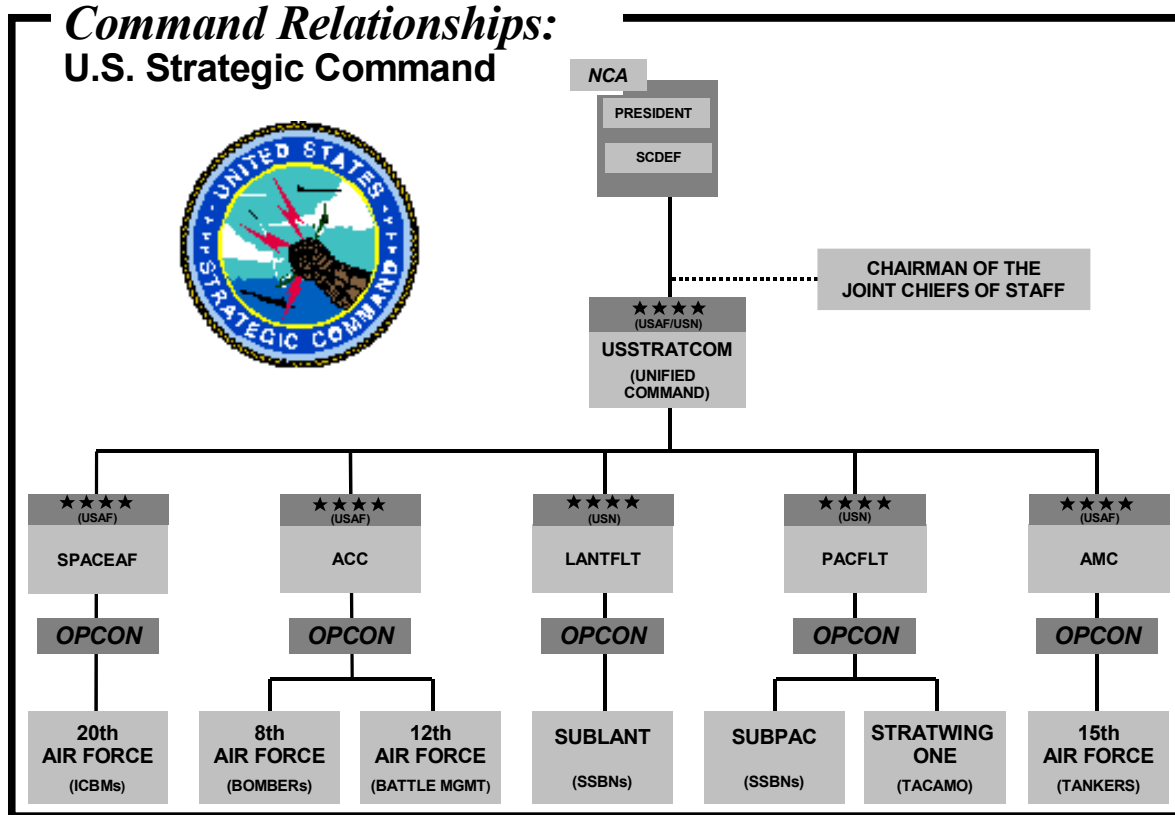 Command Relationships:
U.S. Strategic Command
UNITED STATES
STRATEGIC COMMAND
NCA
PRESIDENT
SCDEF
CHAIRMAN OF THE
JOINT CHIEFS OF STAFF
★★★★
(USAF/USN)
USSTRATCOM
(UNIFIED
COMMAND)
★★★★
(USAF)
SPACEAF
OPCON
20th
AIR FORCE
(ICBMs)
★★★★
(USAF)
ACC
OPCON
8th
AIR FORCE
(BOMBERs)
12th
AIR FORCE
(BATTLE MGMT)
★★★★
(USN)
LANTFLT
OPCON
SUBLANT
(SSBNs)
★★★★
(USN)
PACFLT
OPCON
SUBPAC
(SSBNs)
STRATWING
ONE
(TACAMO)
★★★★
(USAF)
AMC
OPCON
15th
AIR FORCE
(TANKERS)